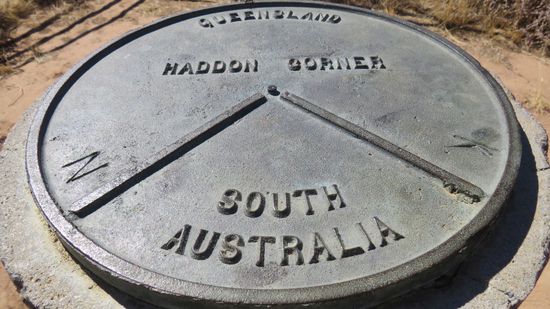 QUEENSLAND
HADDON CORNER
N
SOUTH
AUSTRALIA